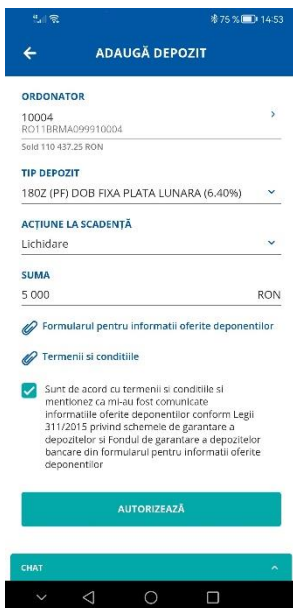 75 % 14:53
ADAUGĂ DEPOZIT
ORDONATOR
10004
RO11BRMA099910004
Sold 110 437.25 RON
TIP DEPOZIT
180Z (PF) DOB FIXA PLATA LUNARA (6.40%)
ACȚIUNE LA SCADENȚĂ
Lichidare
SUMA
5 000 RON
Formularul pentru informatii oferite deponentilor
Termenii si conditiile
Sunt de acord cu termenii si conditiile si
mentionez ca mi-au fost comunicate
informatiile oferite deponentilor conform Legii
311/2015 privind schemele de garantare a
depozitelor si Fondul de garantare a depozitelor
bancare din formularul pentru informatii oferite
deponentilor
AUTORIZEAZĂ
CHAT